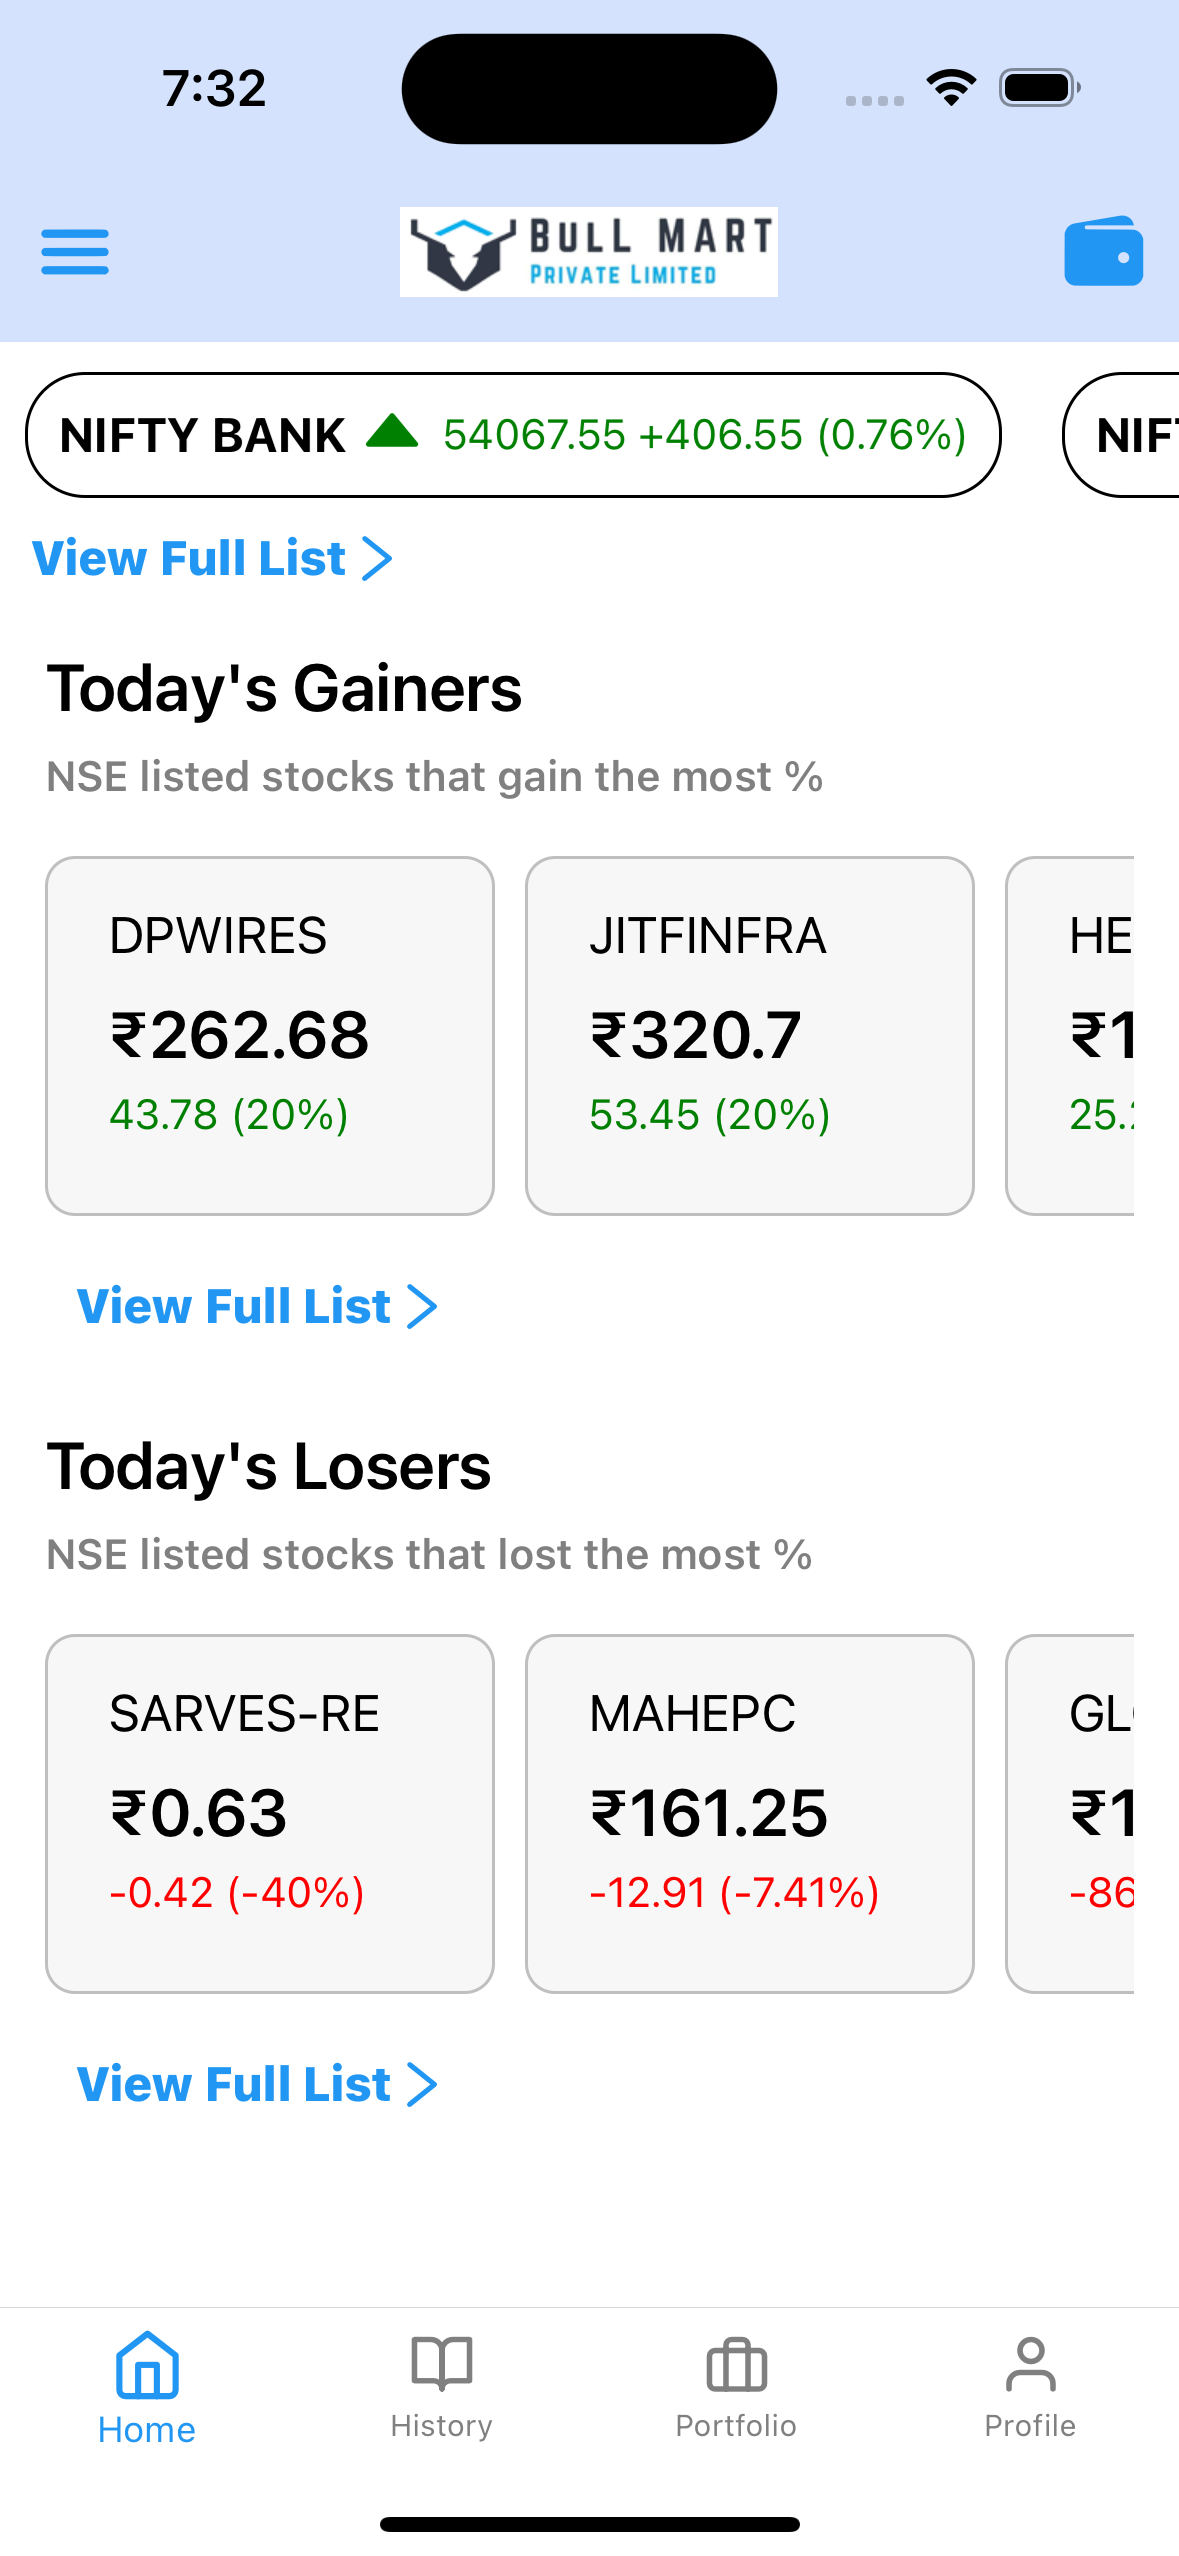 7:32
BULL MART
PRIVATE LIMITED
NIFTY BANK 54067.55 +406.55 (0.76%)
View Full List
Today's Gainers
NSE listed stocks that gain the most %
DPWIRES JITFINFRA HE
₹262.68 ₹320.7 ₹1
43.78 (20%) 53.45 (20%)
View Full List
Today's Losers
NSE listed stocks that lost the most %
SARVES-RE MAHEPC
₹0.63 ₹161.25 ₹1
-0.42 (-40%) -12.91 (-7.41%) -86
View Full List
Home History Portfolio Profile